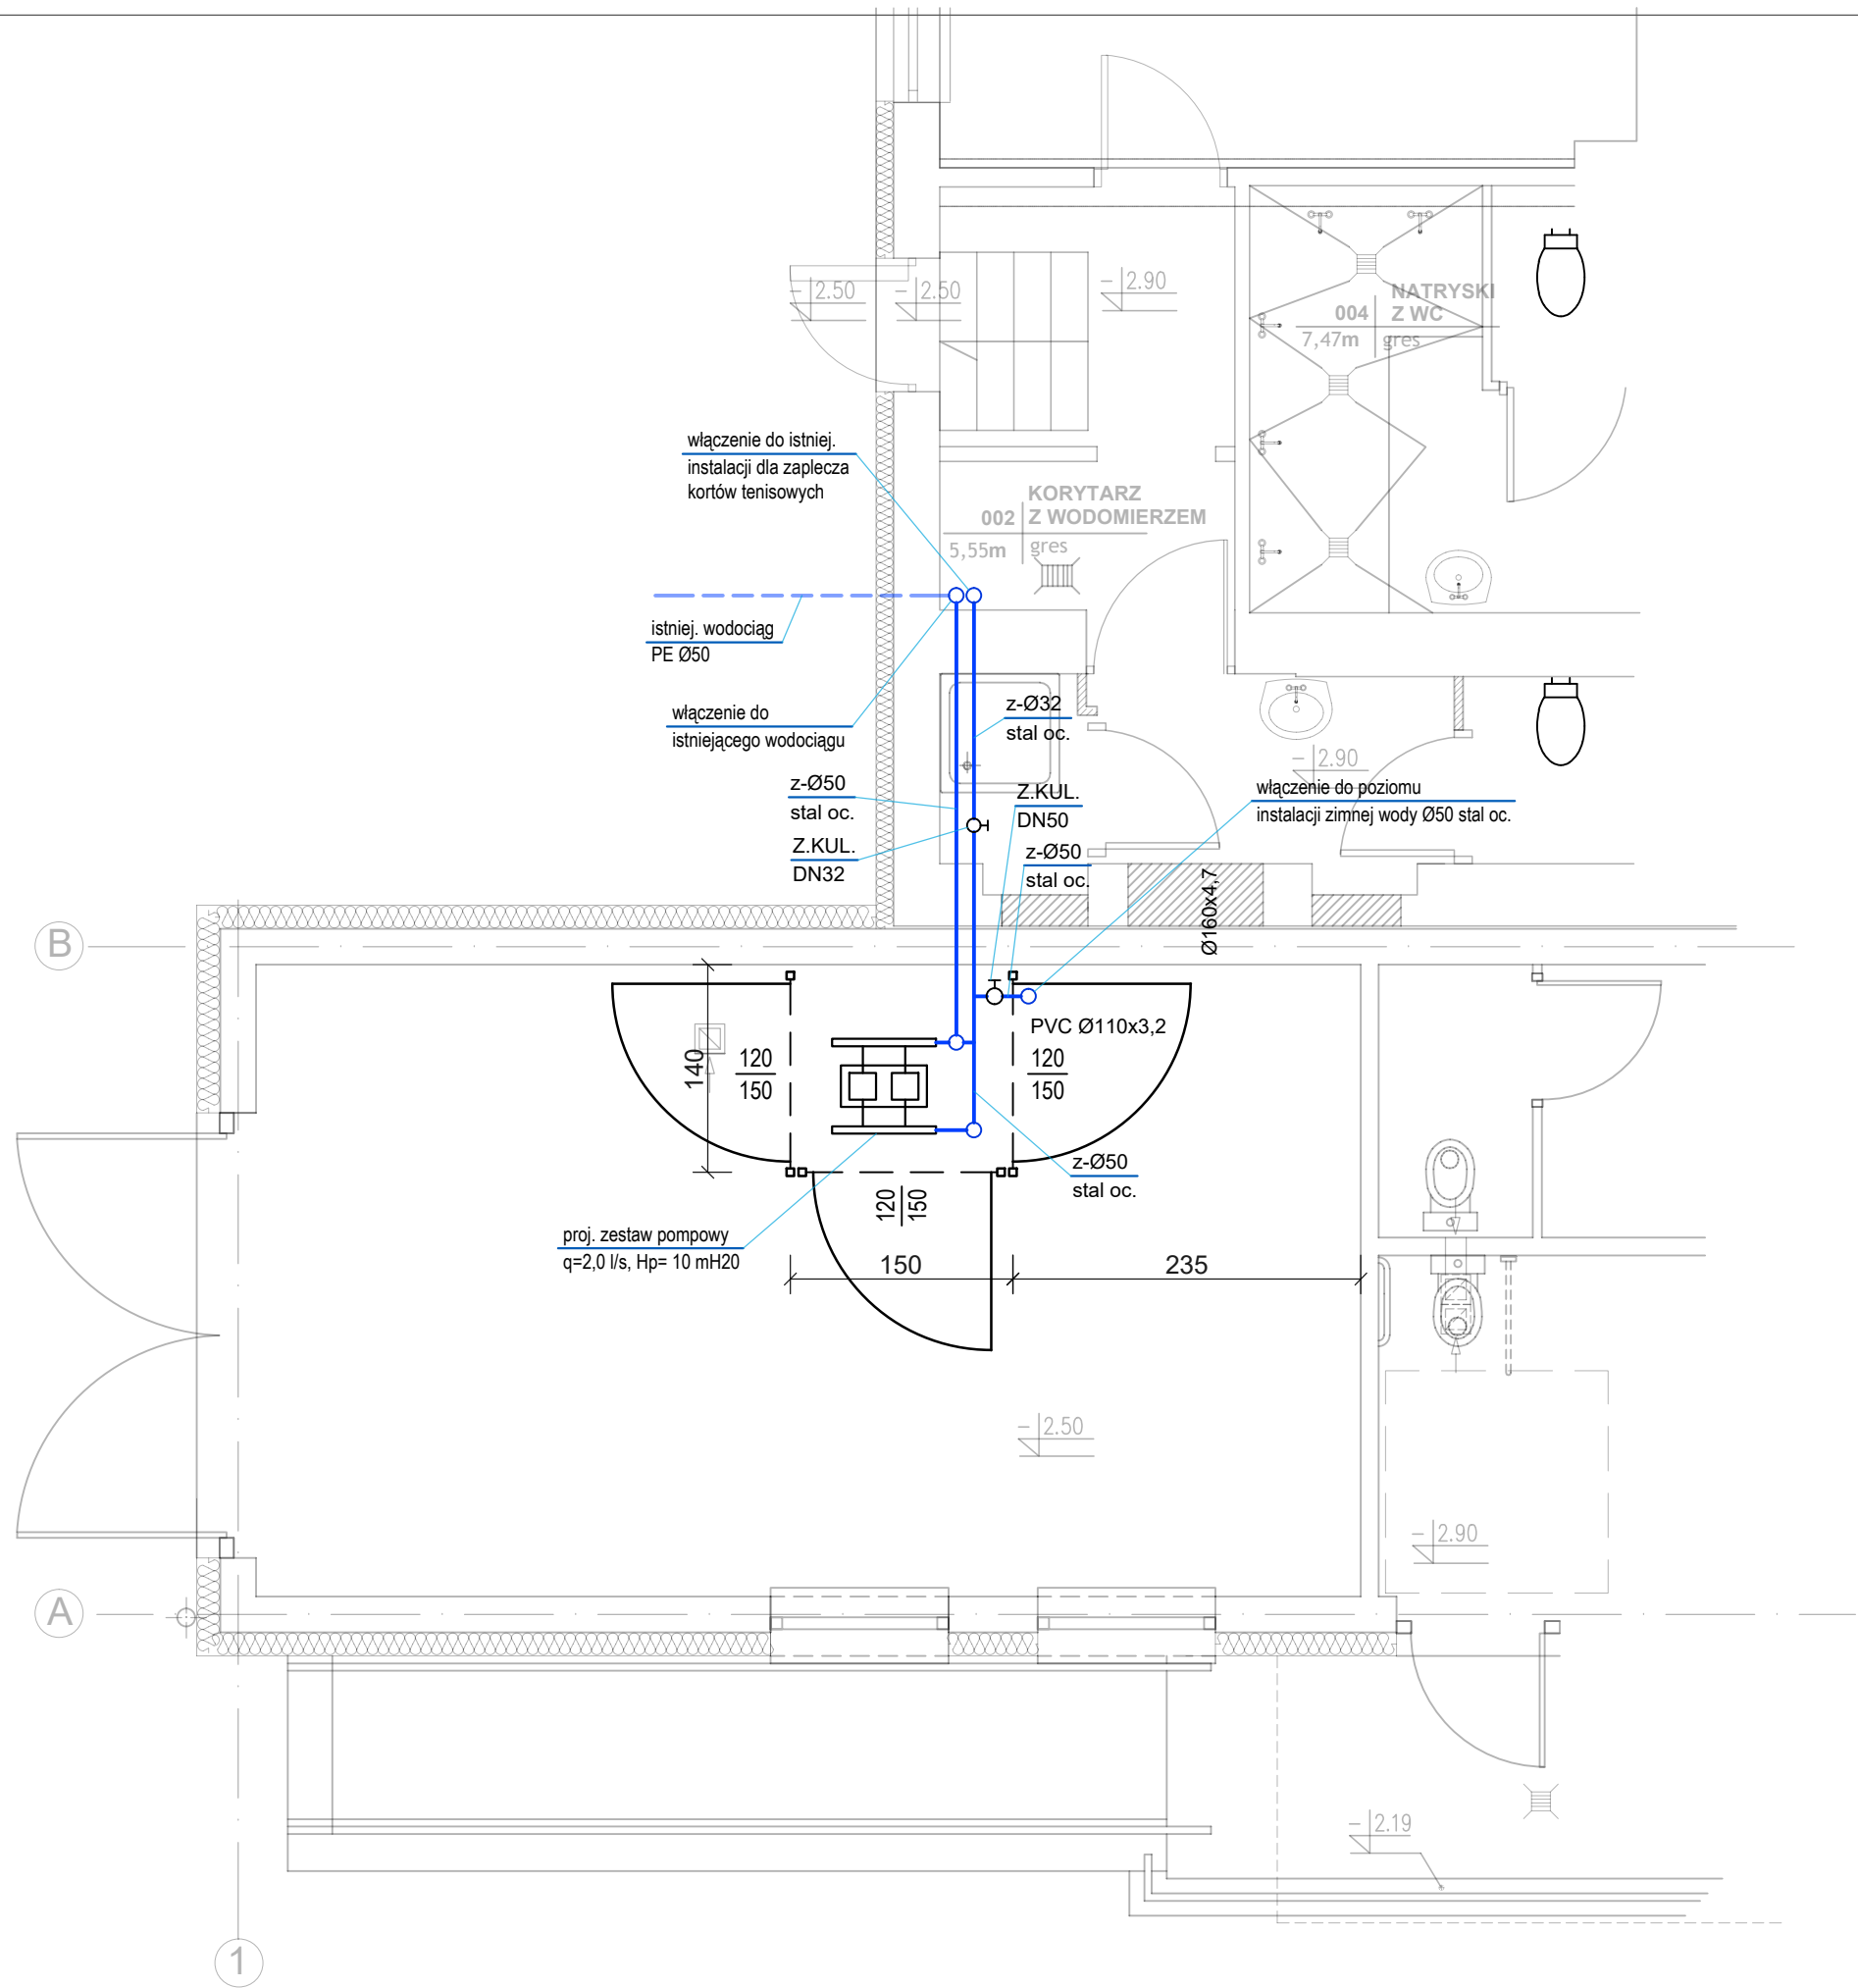 - 2.50
- 2.50
- 2.90
NATRYSKI
004 Z WC
7,47m gres
włączenie do istniej.
instalacji dla zaplecza
kortów tenisowych
KORYTARZ
002 Z WODOMIERZEM
5,55m gres
istniej. wodociąg
PE Ø50
włączenie do
istniejącego wodociągu
z-Ø32
stal oc.
- 2.90
z-Ø50
stal oc.
Z.KUL.
DN50
włączenie do poziomu
instalacji zimnej wody Ø50 stal oc.
Z.KUL.
DN32
z-Ø50
stal oc.
Ø160x4,7
B
PVC Ø110x3,2
140
120
150
120
150
z-Ø50
stal oc.
120
150
proj. zestaw pompowy
q=2,0 l/s, Hp= 10 mH20
150
235
- 2.50
- 2.90
A
- 2.19
1